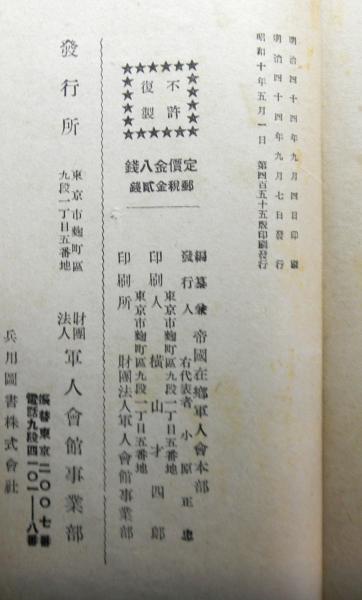 明治四十四年九月四日印刷
明治四十四年九月七日發行
昭和十年五月一日 第四百五十五版印刷發行
不許
復製
定價金八錢
郵税金貳錢
編纂兼
發行人
帝國在鄉軍人會本部
右代表者 小原正忠
東京市麴町區九段一丁目五番地
印刷人 橫山才四郎
東京市麴町區九段一丁目五番地
印刷所 財團法人軍人會館事業部
發行所
東京市麴町區
九段一丁目五番地
財團
法人
軍人會館事業部
振替東京二〇〇七番
電話九段四一〇一——八番
兵用圖書株式會社